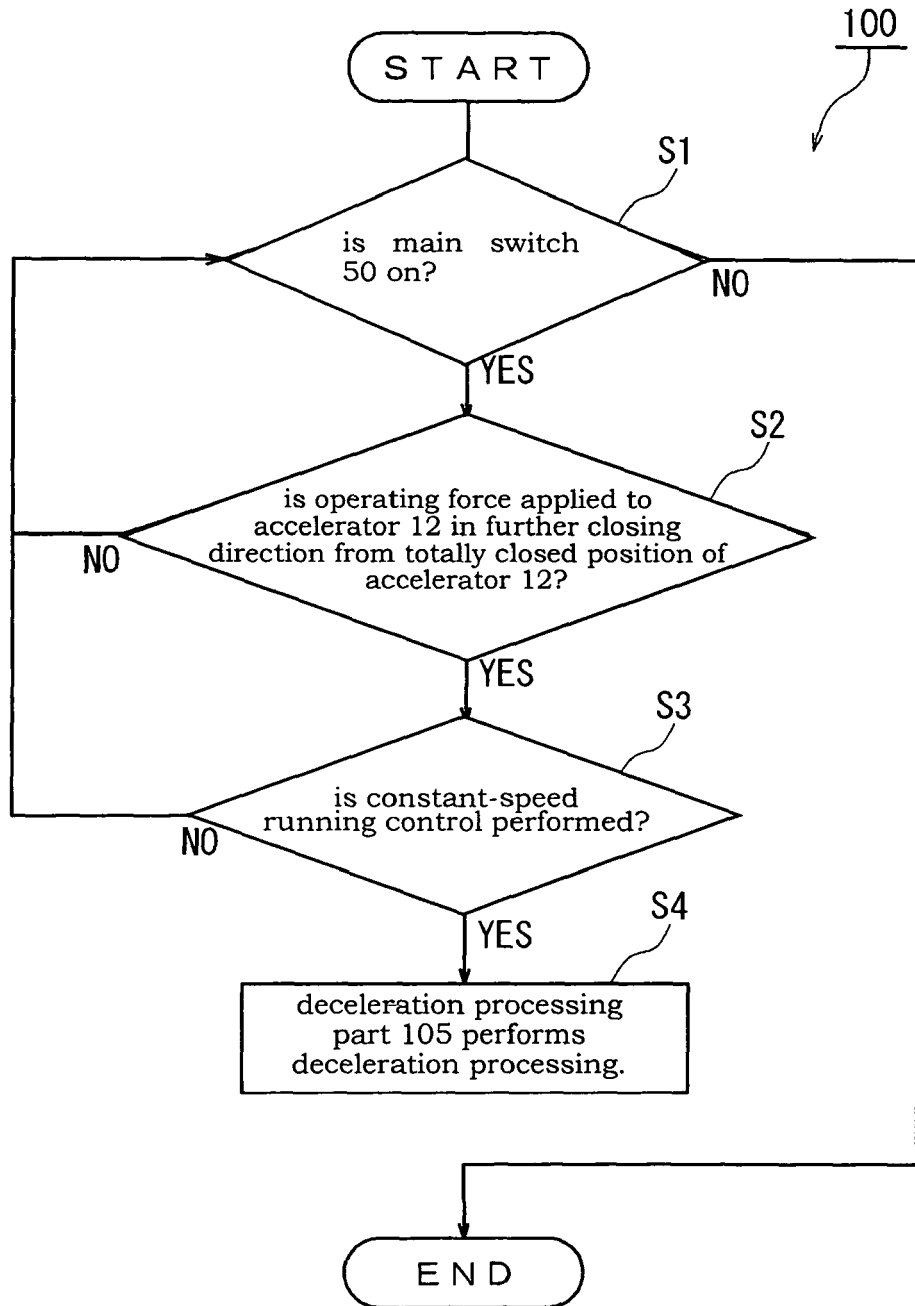 100
START
S1
is main switch
50 on?
NO
YES
S2
is operating force applied to
accelerator 12 in further closing
direction from totally closed position of
accelerator 12?
NO
YES
S3
is constant-speed
running control performed?
NO
YES
S4
deceleration processing
part 105 performs
deceleration processing.
END